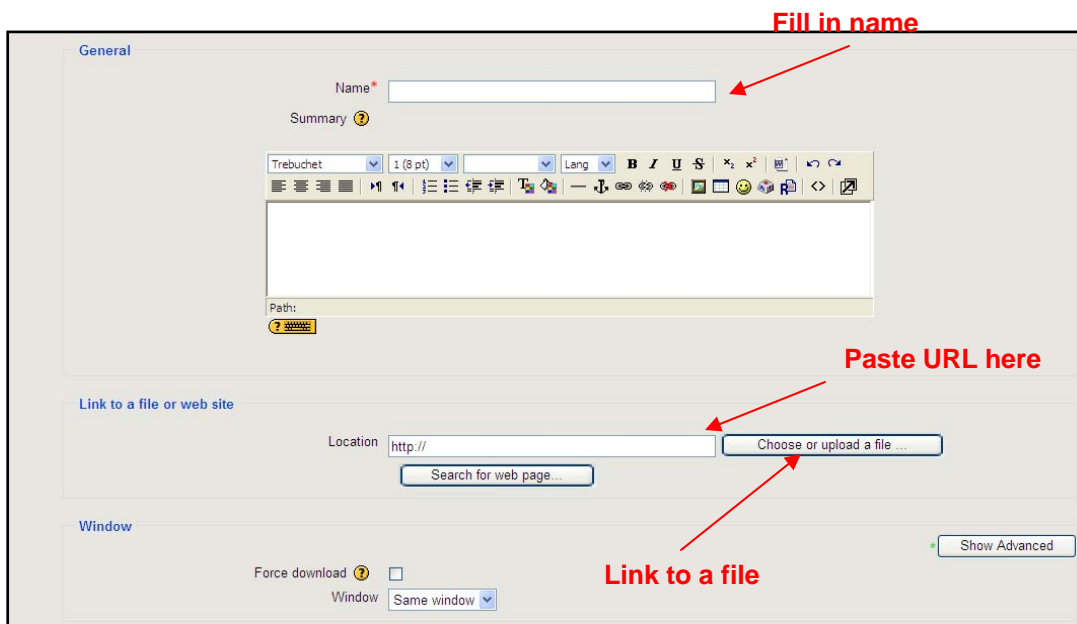 Fill in name
General
Name*
Summary ?
Trebuchet 1 (8 pt) Lang B I U S x₂ x²
Path:
?
Paste URL here
Link to a file or web site
Location http:// Choose or upload a file ...
Search for web page...
Window
* Show Advanced
Force download ?
Link to a file
Window Same window